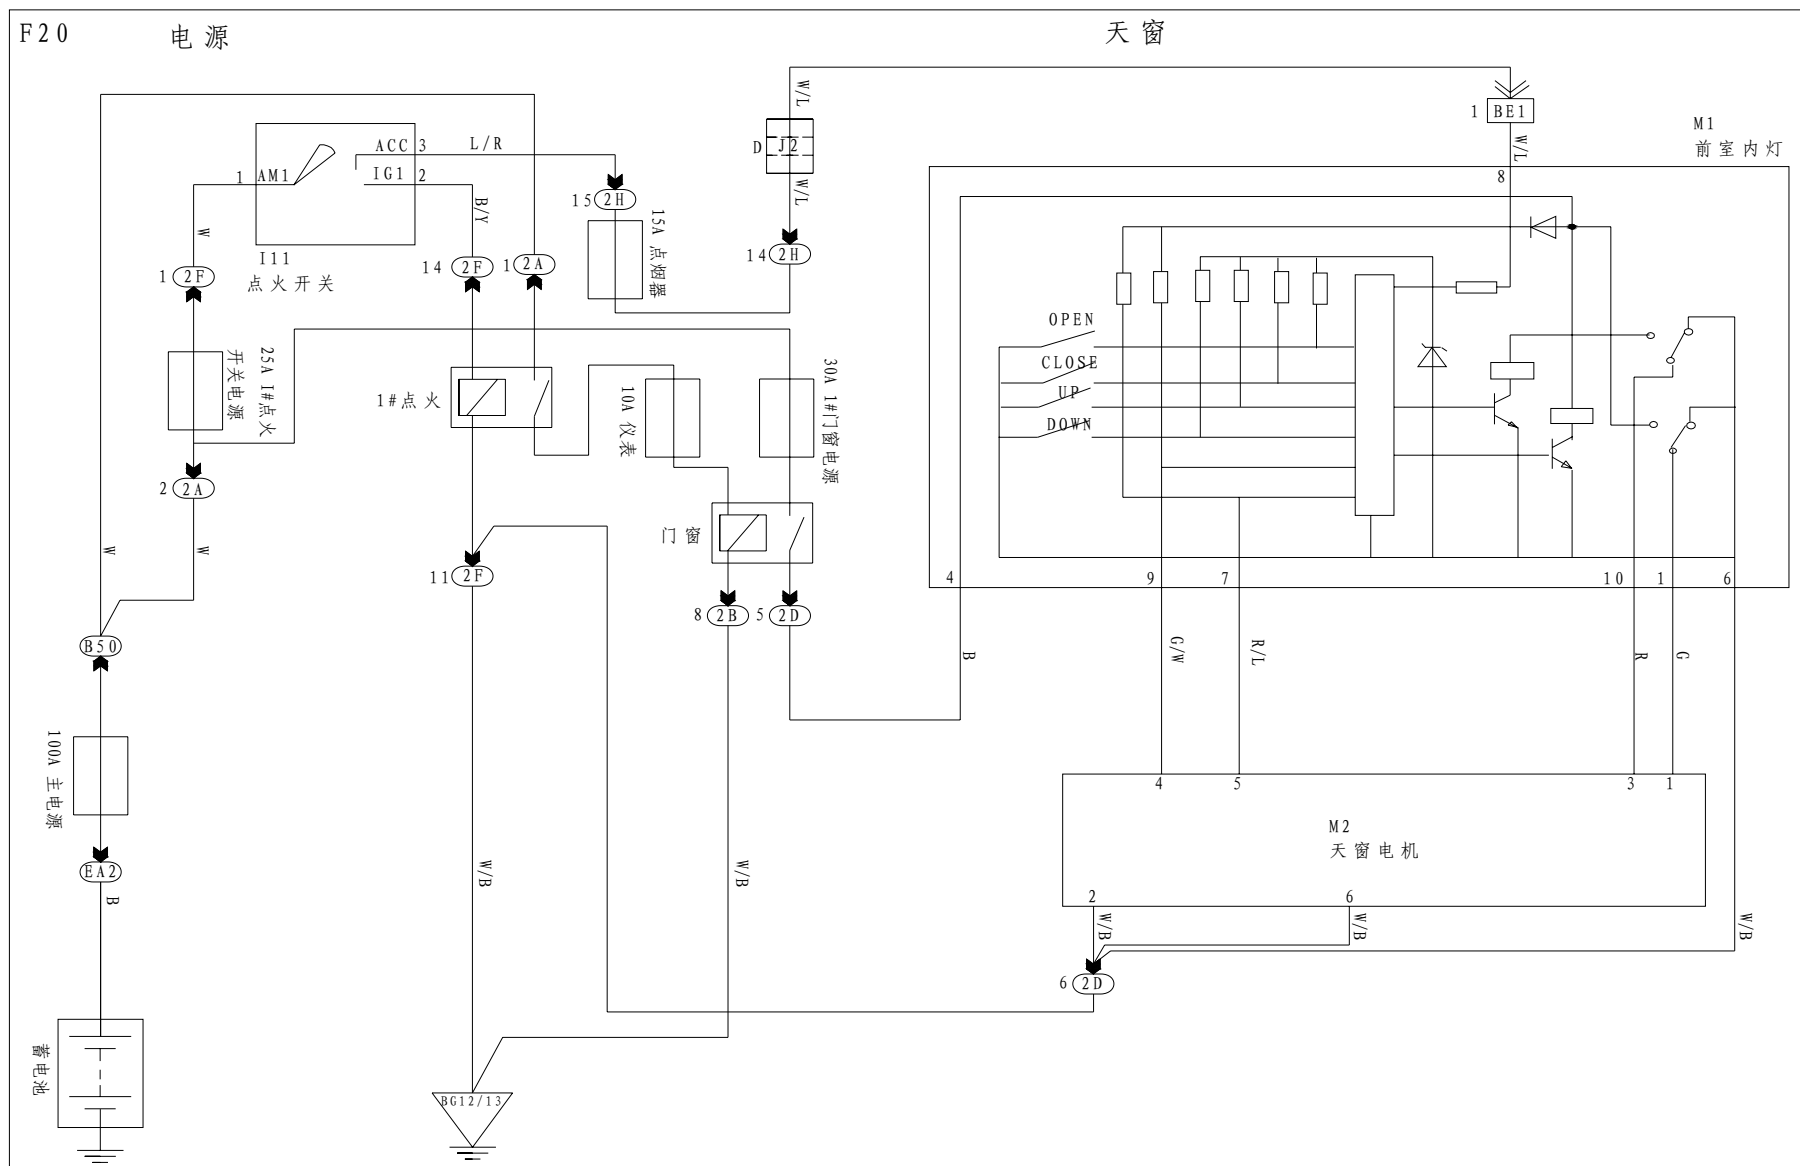 F20
电源
天窗
W/L
1
BE1
W/L
M1
前室内灯
ACC
3
L/R
D
J2
1
AM1
IG1
2
8
B/Y
15
2H
W/L
15A 点烟器
W
I11
点火开关
14
2F
1
2A
14
2H
1
2F
OPEN
CLOSE
UP
DOWN
25A I#点火
开关电源
1#点火
10A 仪表
30A 1#门窗电源
2
2A
门窗
W
W
11
2F
4
9
7
10
1
6
8
2B
5
2D
B50
B
G/W
R/L
R
G
100A 主电源
4
5
3
1
M2
天窗电机
EA2
B
W/B
W/B
2
6
W/B
W/B
W/B
6
2D
蓄电池
BG12/13